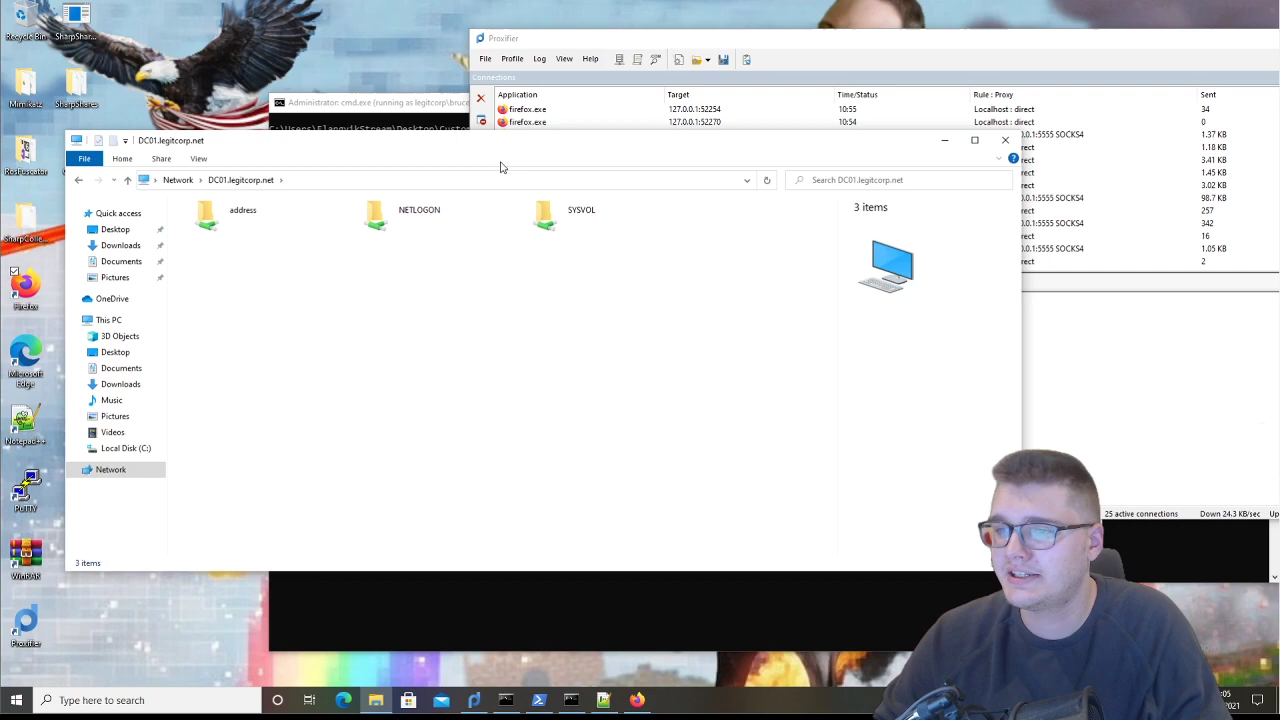 Recycle Bin
SharpShar...
Mimikatz
SharpShares
SharpColle...
Firefox
Microsoft Edge
Notepad++
PuTTY
WinRAR
Proxifier
Proxifier
File Profile Log View Help
Connections
Application Target Time/Status Rule : Proxy Sent
firefox.exe 127.0.0.1:52254 10:55 Localhost : direct 34
firefox.exe 127.0.0.1:52270 10:54 Localhost : direct 0
.0.0.1:5555 SOCKS4 1.37 KB
1.18 KB
3.41 KB
1.45 KB
3.02 KB
.0.0.1:5555 SOCKS4 98.7 KB
257
.0.0.1:5555 SOCKS4 342
16
.0.0.1:5555 SOCKS4 1.05 KB
2
25 active connections Down 24.3 KB/sec Up
Administrator: cmd.exe (running as legitcorp\bruce
DC01.legitcorp.net
File Home Share View
Network > DC01.legitcorp.net >
Search DC01.legitcorp.net
Quick access
Desktop
Downloads
Documents
Pictures
OneDrive
This PC
3D Objects
Desktop
Documents
Downloads
Music
Pictures
Videos
Local Disk (C:)
Network
address
NETLOGON
SYSVOL
3 items
3 items
Type here to search